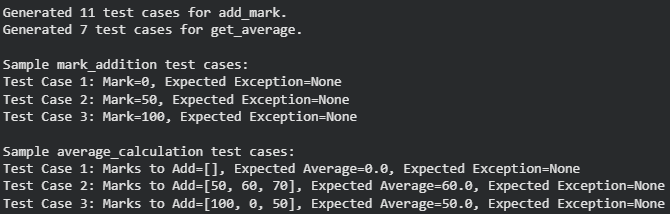 Generated 11 test cases for add_mark.
Generated 7 test cases for get_average.
Sample mark_addition test cases:
Test Case 1: Mark=0, Expected Exception=None
Test Case 2: Mark=50, Expected Exception=None
Test Case 3: Mark=100, Expected Exception=None
Sample average_calculation test cases:
Test Case 1: Marks to Add=[], Expected Average=0.0, Expected Exception=None
Test Case 2: Marks to Add=[50, 60, 70], Expected Average=60.0, Expected Exception=None
Test Case 3: Marks to Add=[100, 0, 50], Expected Average=50.0, Expected Exception=None